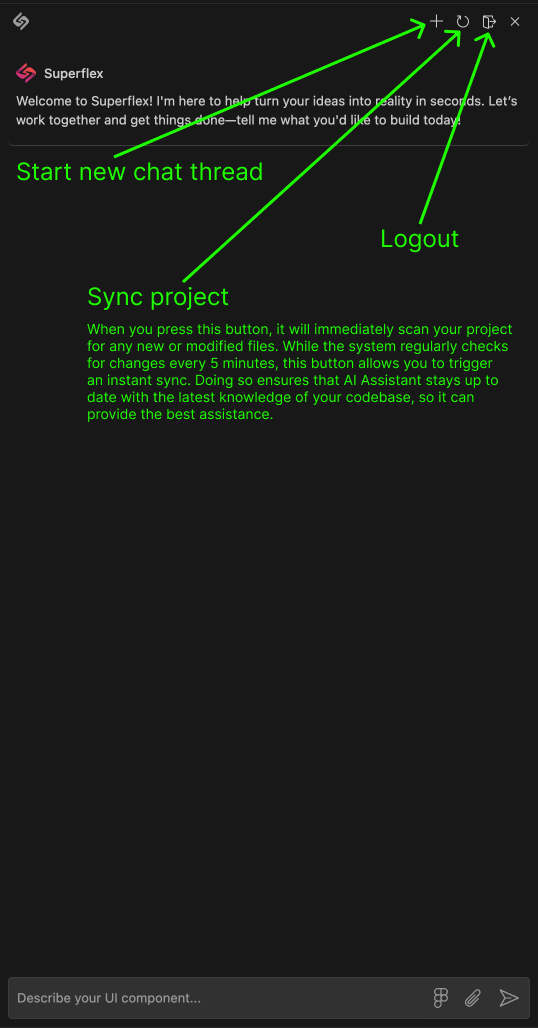 Superflex
Welcome to Superflex! I'm here to help turn your ideas into reality in seconds. Let's
work together and get things done—tell me what you'd like to build today!
Start new chat thread
Logout
Sync project
When you press this button, it will immediately scan your project
for any new or modified files. While the system regularly checks
for changes every 5 minutes, this button allows you to trigger
an instant sync. Doing so ensures that AI Assistant stays up to
date with the latest knowledge of your codebase, so it can
provide the best assistance.
Describe your UI component...